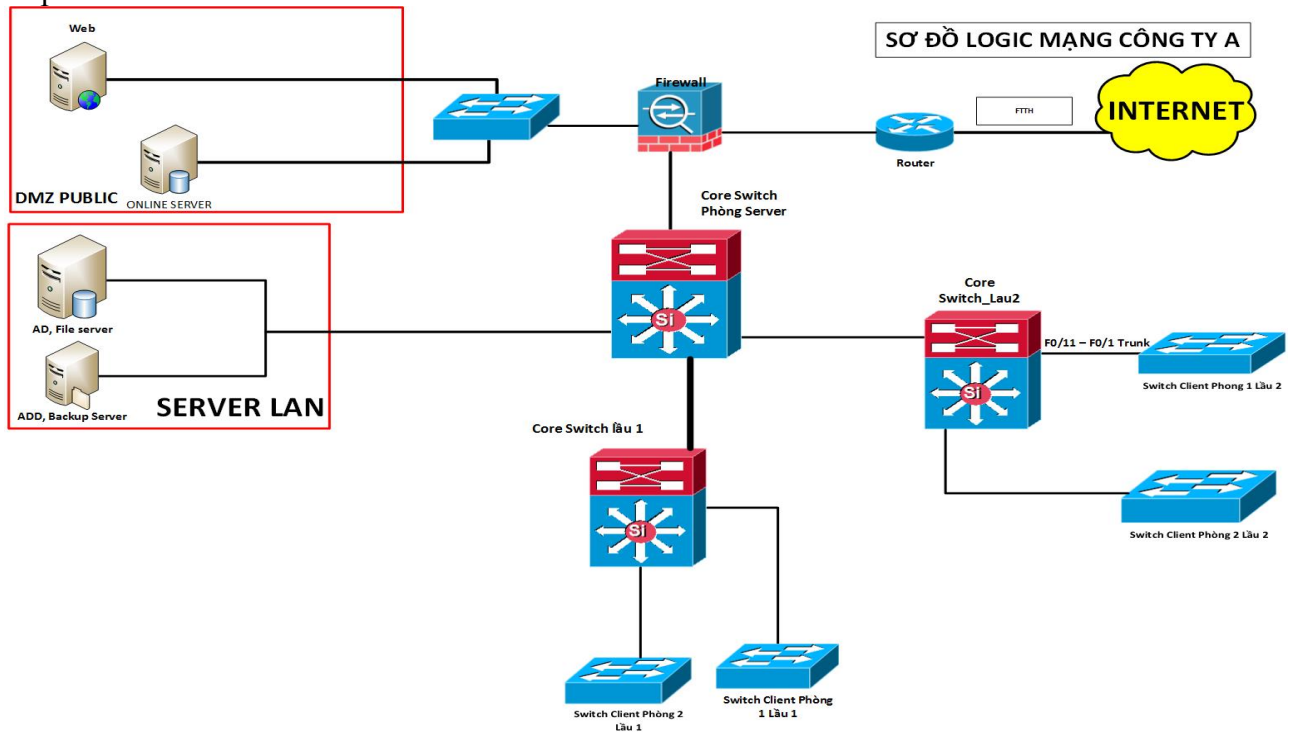 Web
SƠ ĐỒ LOGIC MẠNG CÔNG TY A
Firewall
FTTH
INTERNET
Router
DMZ PUBLIC
ONLINE SERVER
Core Switch
Phòng Server
Core
Switch_Lau2
Si
AD, File server
F0/11 – F0/1 Trunk
Switch Client Phong 1 Lầu 2
Si
ADD, Backup Server
SERVER LAN
Core Switch lầu 1
Si
Switch Client Phòng 2 Lầu 2
Switch Client Phòng 2
Lầu 1
Switch Client Phòng
1 Lầu 1